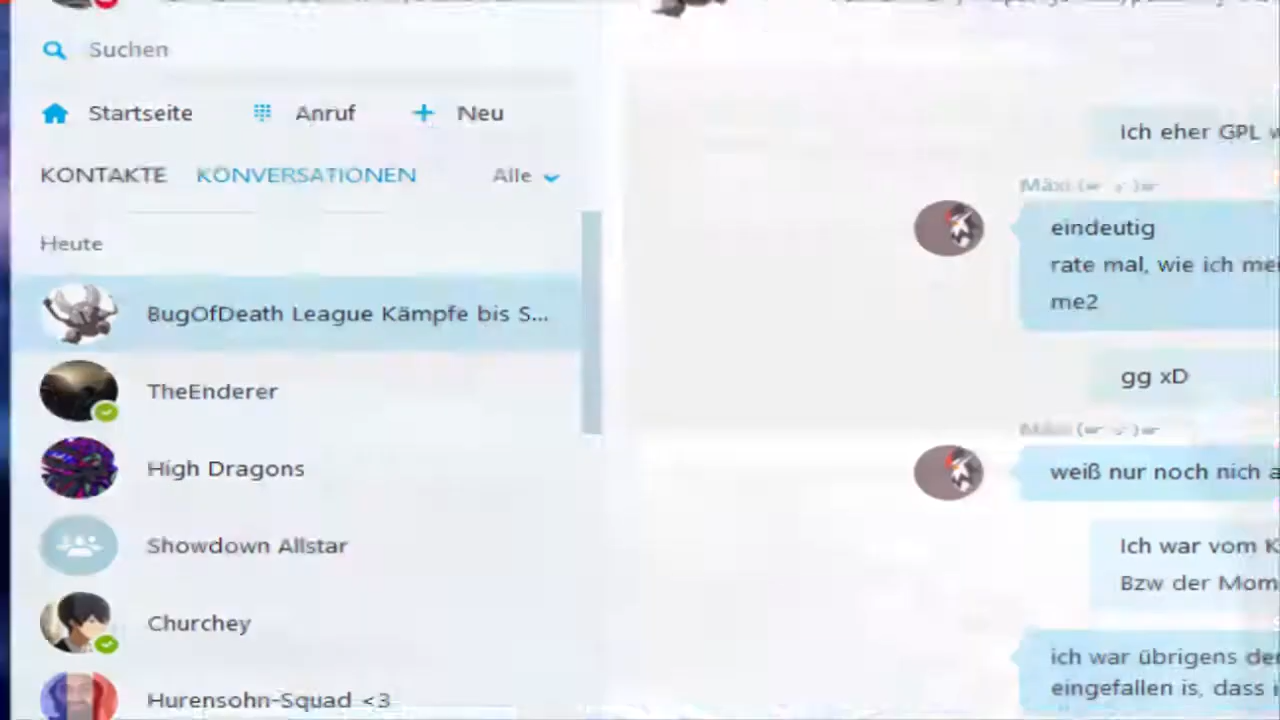 Suchen
Startseite
Anruf
Neu
KONTAKTE
KONVERSATIONEN
Alle
Heute
BugOfDeath League Kämpfe bis S...
TheEnderer
High Dragons
Showdown Allstar
Churchey
Hurensohn-Squad <3
Ich eher GPL
eindeutig
rate mal, wie ich
me2
gg xD
weiß nur noch nich
Ich war vom
Bzw der
ich war übrigens
eingefallen is, dass